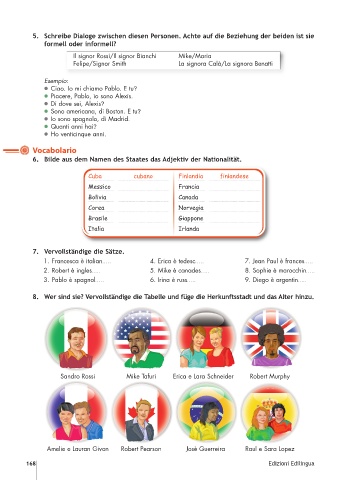 5. Schreibe Dialoge zwischen diesen Personen. Achte auf die Beziehung der beiden ist sie
formell oder informell?
Il signor Rossi/Il signor Bianchi Mike/Maria
Felipe/Signor Smith La signora Calà/La signora Benatti
Esempio:
Ciao. Io mi chiamo Pablo. E tu?
Piacere, Pablo, io sono Alexis.
Di dove sei, Alexis?
Sono americana, di Boston. E tu?
Io sono spagnolo, di Madrid.
Quanti anni hai?
Ho venticinque anni.
Vocabolario
6. Bilde aus dem Namen des Staates das Adjektiv der Nationalität.
Cuba cubano Finlandia finlandese
Messico Francia
Bolivia Canada
Corea Norvegia
Brasile Giappone
Italia Irlanda
7. Vervollständige die Sätze.
1. Francesca è italian.... 4. Erica è tedesc.... 7. Jean Paul è frances....
2. Robert è ingles.... 5. Mike è canades.... 8. Sophie è marocchin....
3. Pablo è spagnol.... 6. Irina è russ.... 9. Diego è argentin....
8. Wer sind sie? Vervollständige die Tabelle und füge die Herkunftsstadt und das Alter hinzu.
Sandro Rossi Mike Tafuri Erica e Lara Schneider Robert Murphy
Amelie e Lauran Givan Robert Pearson José Guerreira Raul e Sara Lopez
168 Edizioni Edilingua